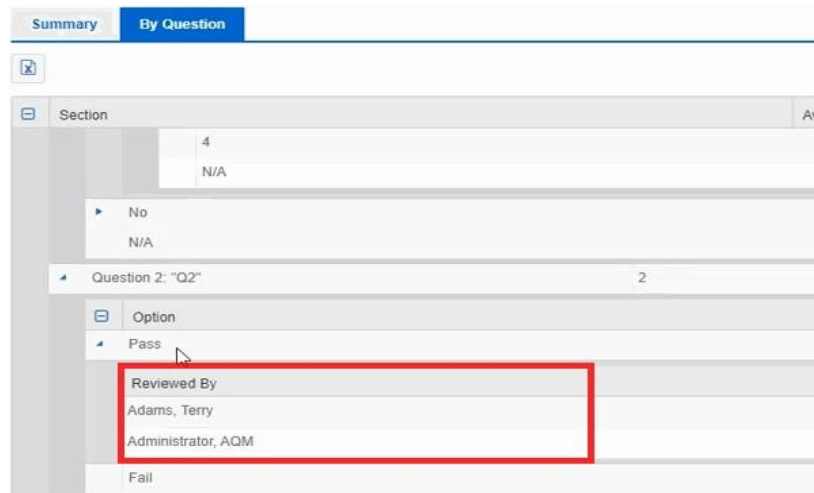 Summary By Question
Section
4
N/A
No
N/A
Question 2: "Q2" 2
Option
Pass
Reviewed By
Adams, Terry
Administrator, AQM
Fail